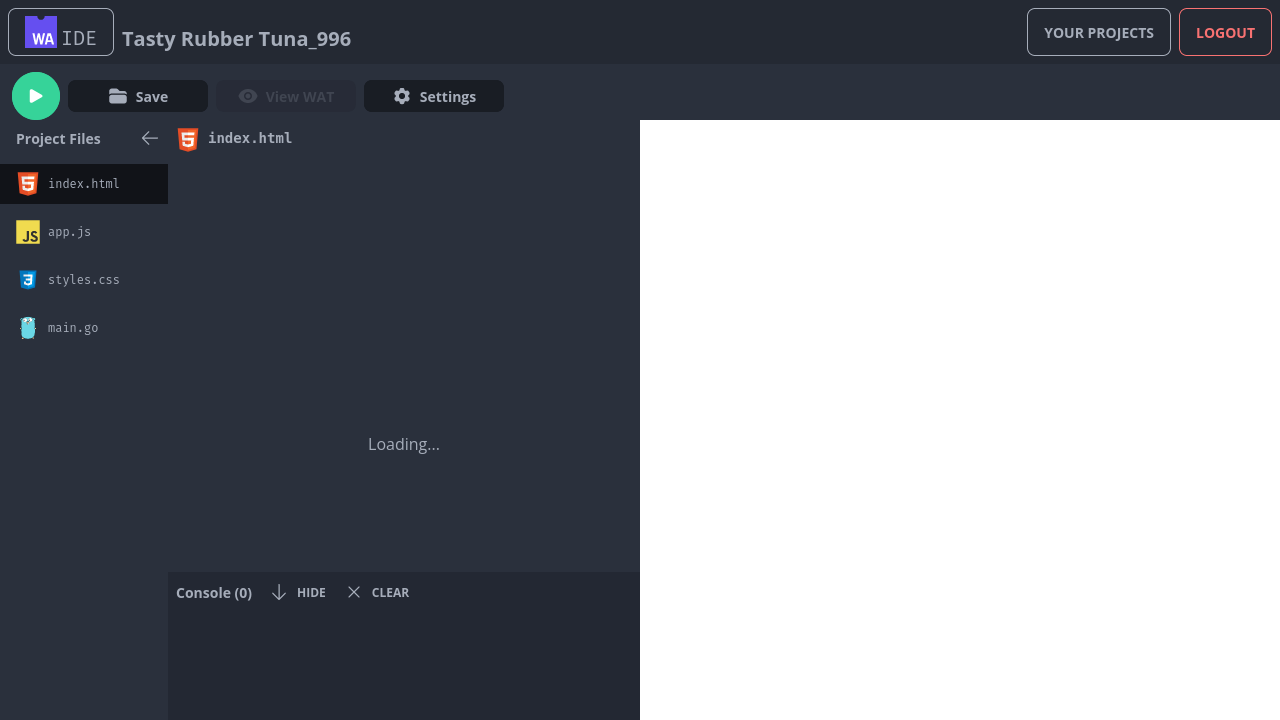 WA IDE
Tasty Rubber Tuna_996
YOUR PROJECTS
LOGOUT
Save
View WAT
Settings
Project Files
index.html
index.html
JS app.js
styles.css
main.go
Loading...
Console (0)
HIDE
CLEAR